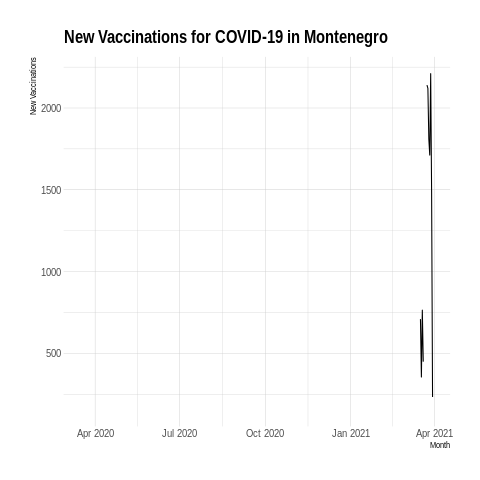 New Vaccinations for COVID-19 in Montenegro
New Vaccinations
2000
1500
1000
500
Apr 2020 Jul 2020 Oct 2020 Jan 2021 Apr 2021
Month